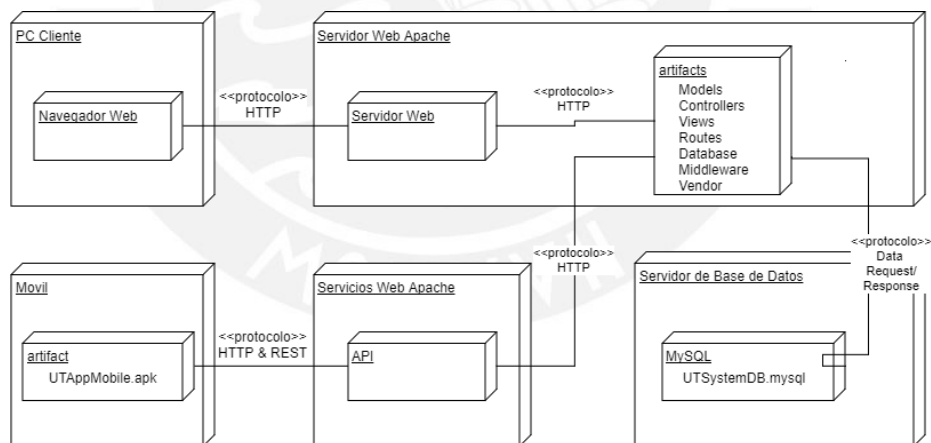 PC Cliente
Navegador Web
<<protocolo>>
HTTP
Servidor Web Apache
Servidor Web
<<protocolo>>
HTTP
artifacts
Models
Controllers
Views
Routes
Database
Middleware
Vendor
Movil
artifact
UTAppMobile.apk
<<protocolo>>
HTTP & REST
Servicios Web Apache
API
<<protocolo>>
HTTP
<<protocolo>>
Data
Request/
Response
Servidor de Base de Datos
MySQL
UTSystemDB.mysql